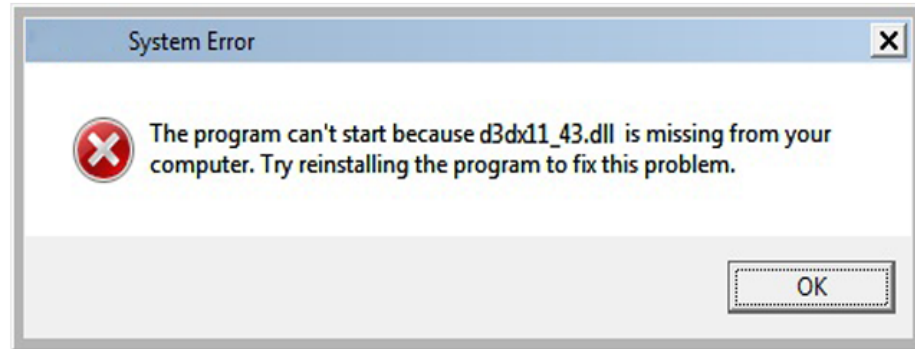 System Error
The program can't start because d3dx11_43.dll is missing from your
computer. Try reinstalling the program to fix this problem.
OK